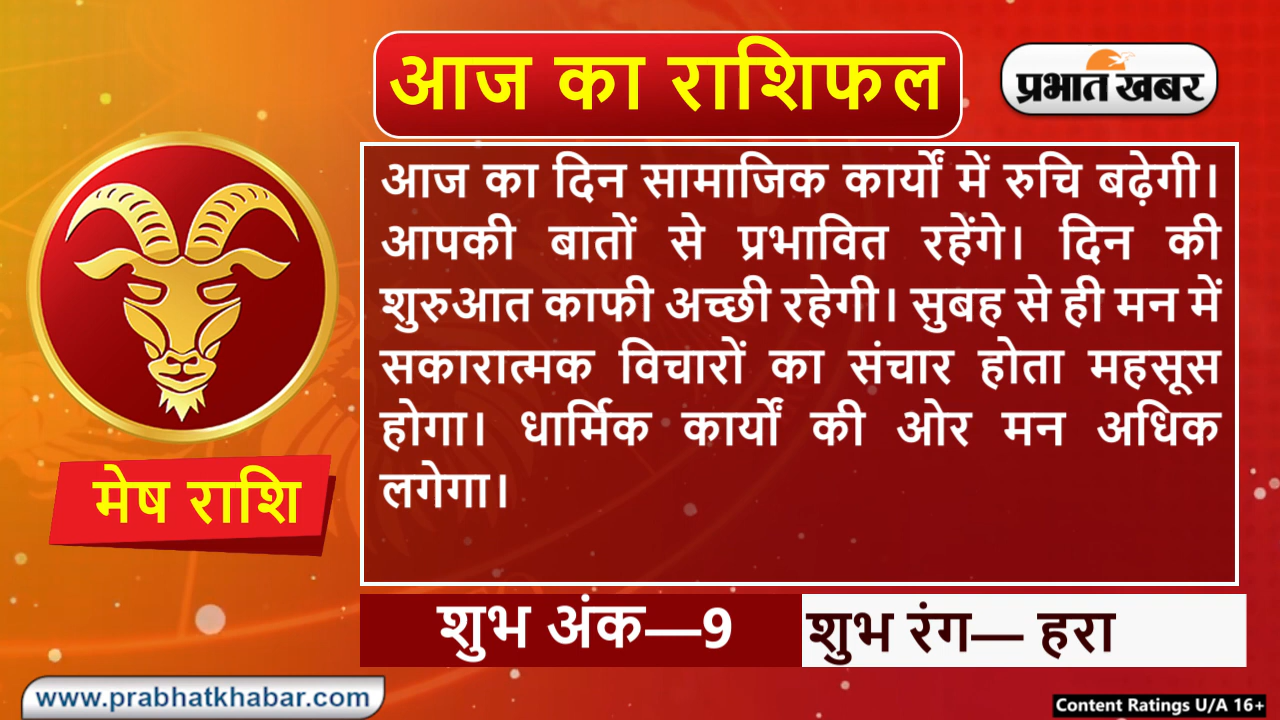 आज का राशिफल
प्रभात खबर
आज का दिन सामाजिक कार्यों में रुचि बढ़ेगी।
आपकी बातों से प्रभावित रहेंगे। दिन की
शुरुआत काफी अच्छी रहेगी। सुबह से ही मन में
सकारात्मक विचारों का संचार होता महसूस
होगा। धार्मिक कार्यों की ओर मन अधिक
लगेगा।
मेष राशि
शुभ अंक—9
शुभ रंग— हरा
www.prabhatkhabar.com
Content Ratings U/A 16+